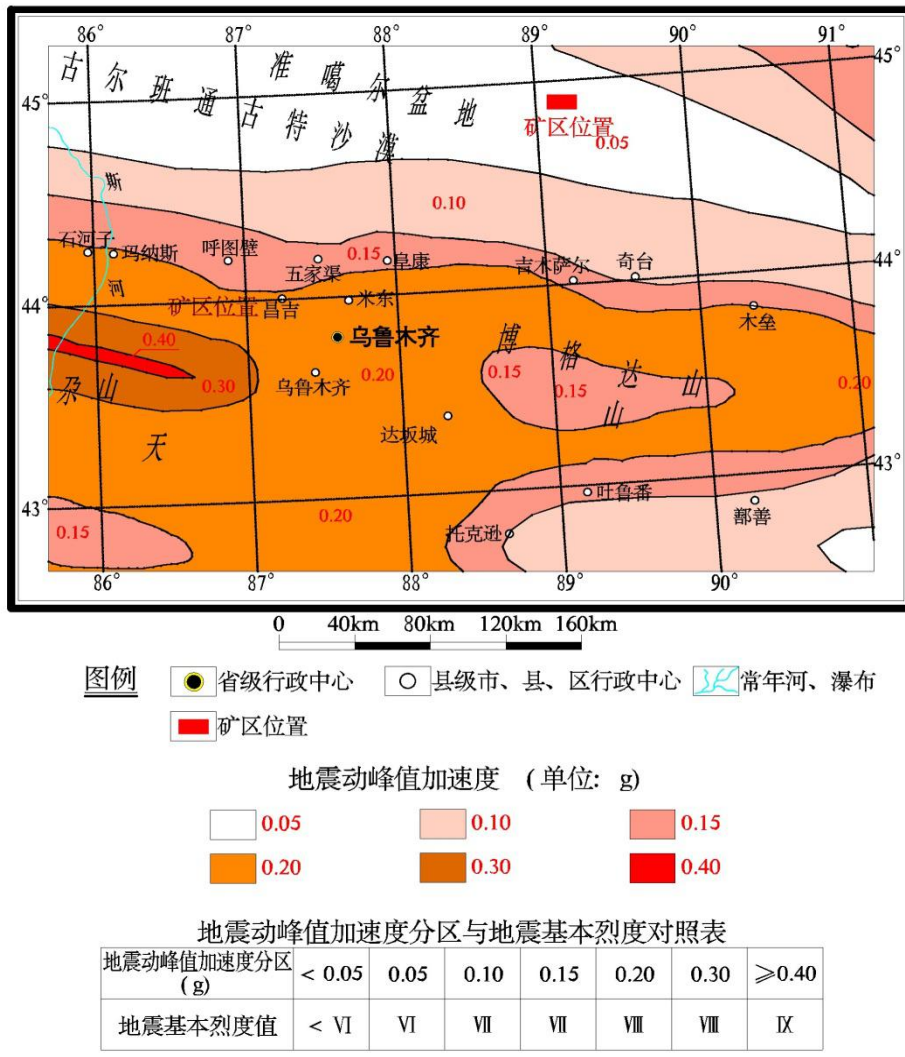 86° 87° 88° 89° 90° 91°
45° 45°
古尔班通古特沙漠
准噶尔盆地
矿区位置
0.05
0.10
斯
石河子 玛纳斯 呼图壁 五家渠 0.15 阜康 吉木萨尔 奇台
44° 44°
河
矿区位置 昌吉 米东 木垒
乌鲁木齐
博格达山
0.40
0.30 乌鲁木齐 0.20 0.15 0.15 山 0.20
尕山
天
达坂城
43° 43°
0.15 0.20 托克逊 吐鲁番 鄯善
86° 87° 88° 89° 90°
0 40km 80km 120km 160km
图例 省级行政中心 县级市、县、区行政中心 常年河、瀑布
矿区位置
地震动峰值加速度 (单位: g)
0.05 0.10 0.15
0.20 0.30 0.40
地震动峰值加速度分区与地震基本烈度对照表
地震动峰值加速度分区(g) < 0.05 0.05 0.10 0.15 0.20 0.30 ≥0.40
地震基本烈度值 < Ⅵ Ⅵ Ⅶ Ⅶ Ⅷ Ⅷ Ⅸ